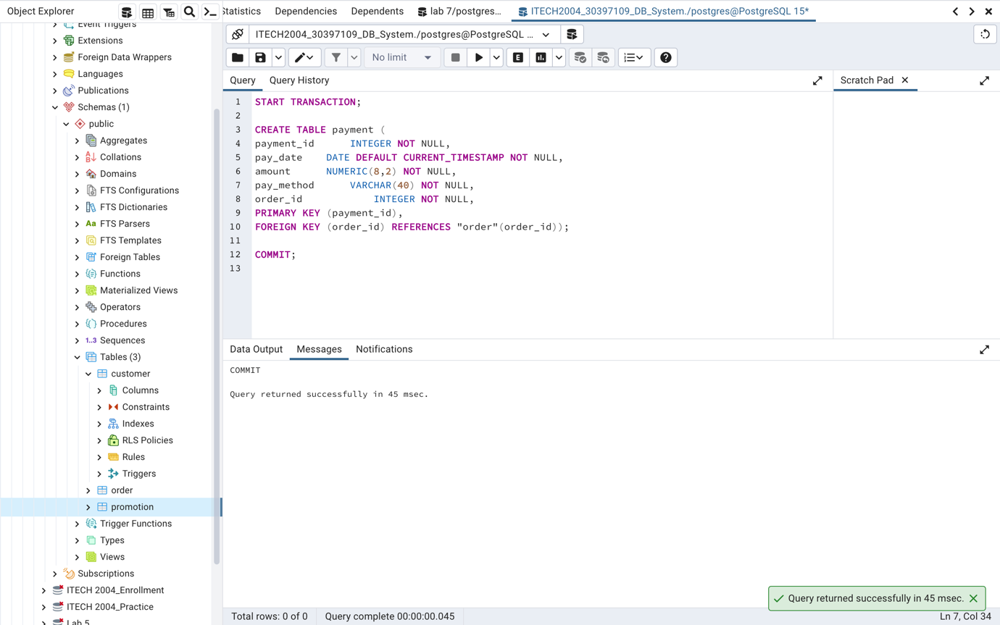 Object Explorer
Statistics
Dependencies
Dependents
lab 7/postgres...
ITECH2004_30397109_DB_System./postgres@PostgreSQL 15*
Event Triggers
Extensions
Foreign Data Wrappers
Languages
Publications
Schemas (1)
public
Aggregates
Collations
Domains
FTS Configurations
FTS Dictionaries
Aa FTS Parsers
FTS Templates
Foreign Tables
Functions
Materialized Views
Operators
Procedures
1..3 Sequences
Tables (3)
customer
Columns
Constraints
Indexes
RLS Policies
Rules
Triggers
order
promotion
Trigger Functions
Types
Views
Subscriptions
ITECH 2004_Enrollment
ITECH 2004_Practice
Lab 5
ITECH2004_30397109_DB_System./postgres@PostgreSQL ...
No limit
E
Query
Query History
Scratch Pad
1 START TRANSACTION;
2
3 CREATE TABLE payment (
4 payment_id INTEGER NOT NULL,
5 pay_date DATE DEFAULT CURRENT_TIMESTAMP NOT NULL,
6 amount NUMERIC(8,2) NOT NULL,
7 pay_method VARCHAR(40) NOT NULL,
8 order_id INTEGER NOT NULL,
9 PRIMARY KEY (payment_id),
10 FOREIGN KEY (order_id) REFERENCES "order"(order_id));
11
12 COMMIT;
13
Data Output
Messages
Notifications
COMMIT
Query returned successfully in 45 msec.
Query returned successfully in 45 msec.
Total rows: 0 of 0
Query complete 00:00:00.045
Ln 7, Col 34